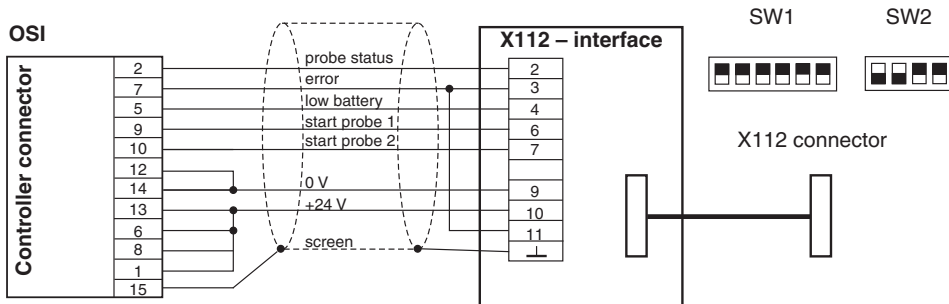 OSI
Controller connector
2
7
5
9
10
12
14
13
6
8
1
15
probe status
error
low battery
start probe 1
start probe 2
0 V
+24 V
screen
X112 – interface
2
3
4
6
7
9
10
11
SW1
SW2
X112 connector